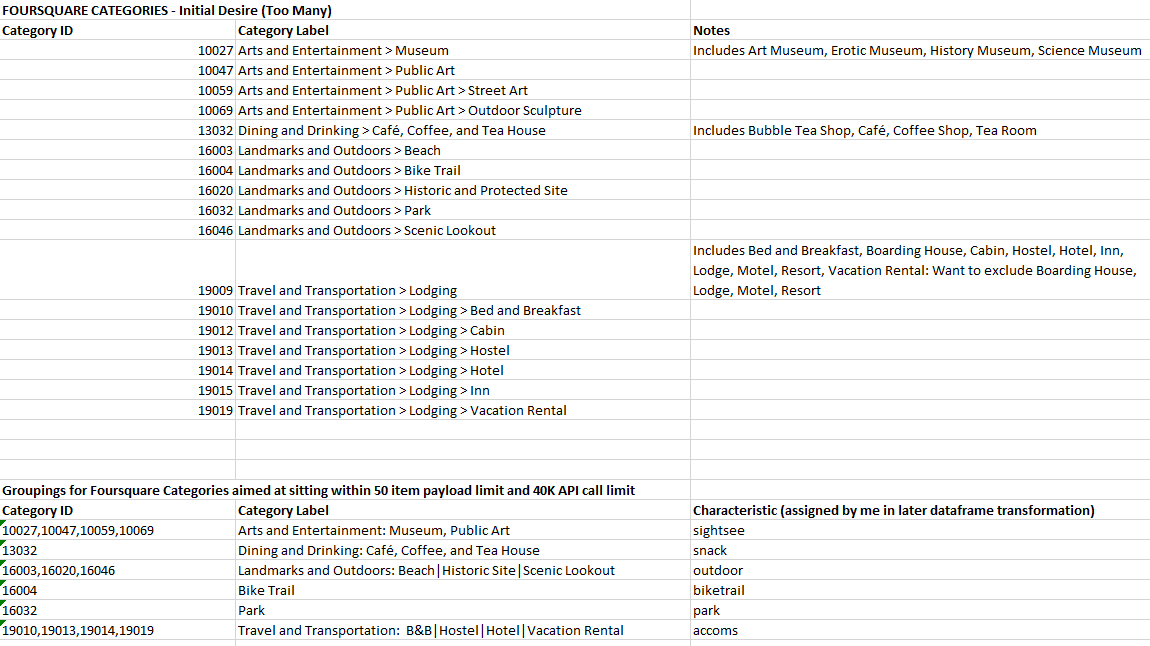 FOURSQUARE CATEGORIES - Initial Desire (Too Many)
Category ID Category Label Notes
10027 Arts and Entertainment > Museum Includes Art Museum, Erotic Museum, History Museum, Science Museum
10047 Arts and Entertainment > Public Art
10059 Arts and Entertainment > Public Art > Street Art
10069 Arts and Entertainment > Public Art > Outdoor Sculpture
13032 Dining and Drinking > Café, Coffee, and Tea House Includes Bubble Tea Shop, Café, Coffee Shop, Tea Room
16003 Landmarks and Outdoors > Beach
16004 Landmarks and Outdoors > Bike Trail
16020 Landmarks and Outdoors > Historic and Protected Site
16032 Landmarks and Outdoors > Park
16046 Landmarks and Outdoors > Scenic Lookout
Includes Bed and Breakfast, Boarding House, Cabin, Hostel, Hotel, Inn,
Lodge, Motel, Resort, Vacation Rental: Want to exclude Boarding House,
19009 Travel and Transportation > Lodging Lodge, Motel, Resort
19010 Travel and Transportation > Lodging > Bed and Breakfast
19012 Travel and Transportation > Lodging > Cabin
19013 Travel and Transportation > Lodging > Hostel
19014 Travel and Transportation > Lodging > Hotel
19015 Travel and Transportation > Lodging > Inn
19019 Travel and Transportation > Lodging > Vacation Rental
Groupings for Foursquare Categories aimed at sitting within 50 item payload limit and 40K API call limit
Category ID Category Label Characteristic (assigned by me in later dataframe transformation)
10027,10047,10059,10069 Arts and Entertainment: Museum, Public Art sightsee
13032 Dining and Drinking: Café, Coffee, and Tea House snack
16003,16020,16046 Landmarks and Outdoors: Beach|Historic Site|Scenic Lookout outdoor
16004 Bike Trail biketrail
16032 Park park
19010,19013,19014,19019 Travel and Transportation: B&B|Hostel|Hotel|Vacation Rental accoms